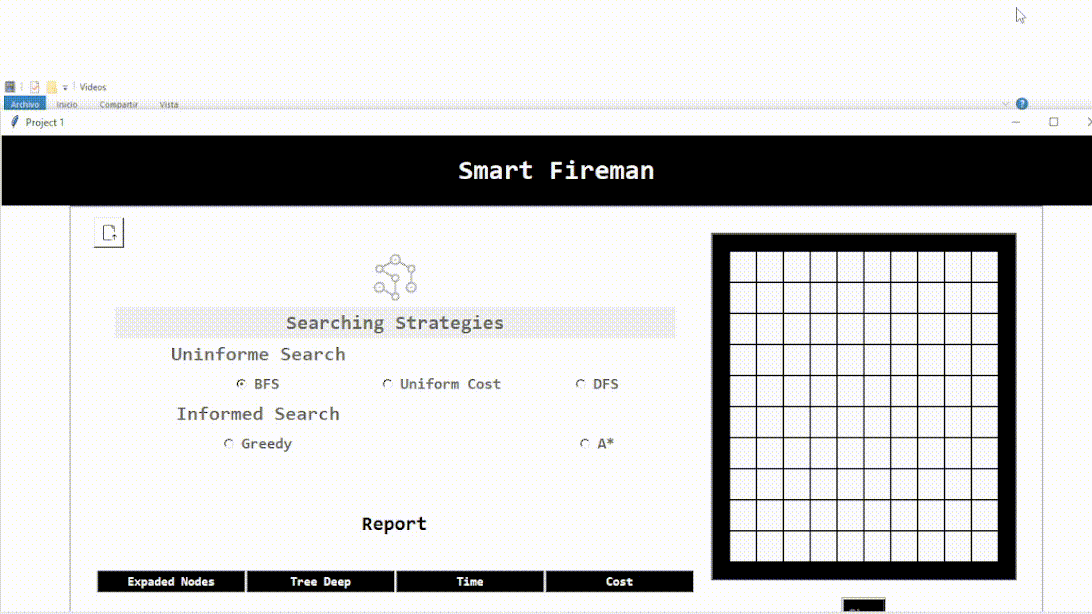 Videos
Archivo Inicio Compartir Vista
Project 1
Smart Fireman
Searching Strategies
Uninforme Search
BFS Uniform Cost DFS
Informed Search
Greedy A*
Report
Expaded Nodes Tree Deep Time Cost